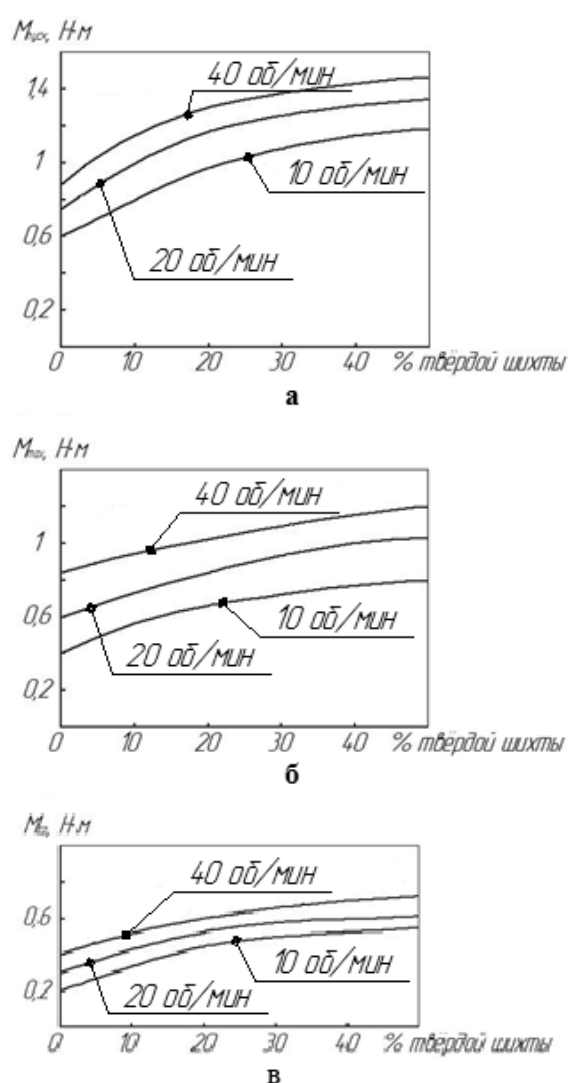 Mпуск, Н·м
1,4
1
0,6
0,2
40 об/мин
10 об/мин
20 об/мин
0 10 20 30 40 % твёрдой шихты
а
Mmax, Н·м
1
0,6
0,2
40 об/мин
10 об/мин
20 об/мин
0 10 20 30 40 % твёрдой шихты
б
Н·м
0,6
0,2
40 об/мин
10 об/мин
20 об/мин
0 10 20 30 40 % твёрдой шихты
в